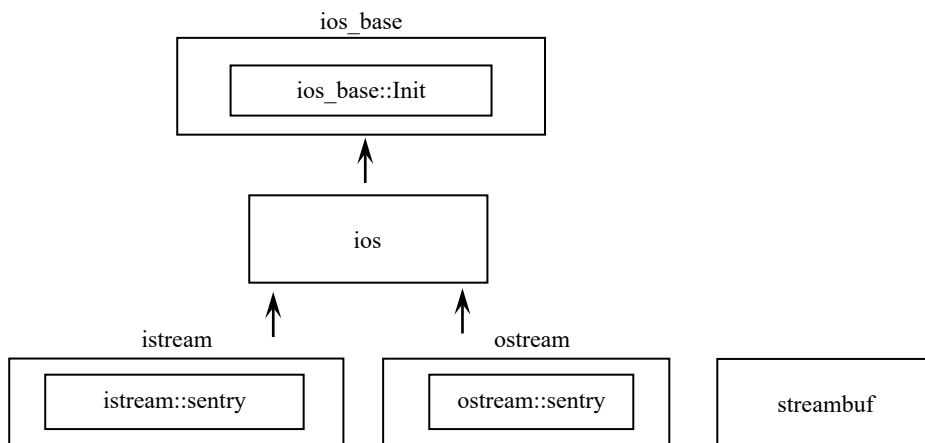 ios_base
ios_base::Init
ios
istream
ostream
istream::sentry
ostream::sentry
streambuf